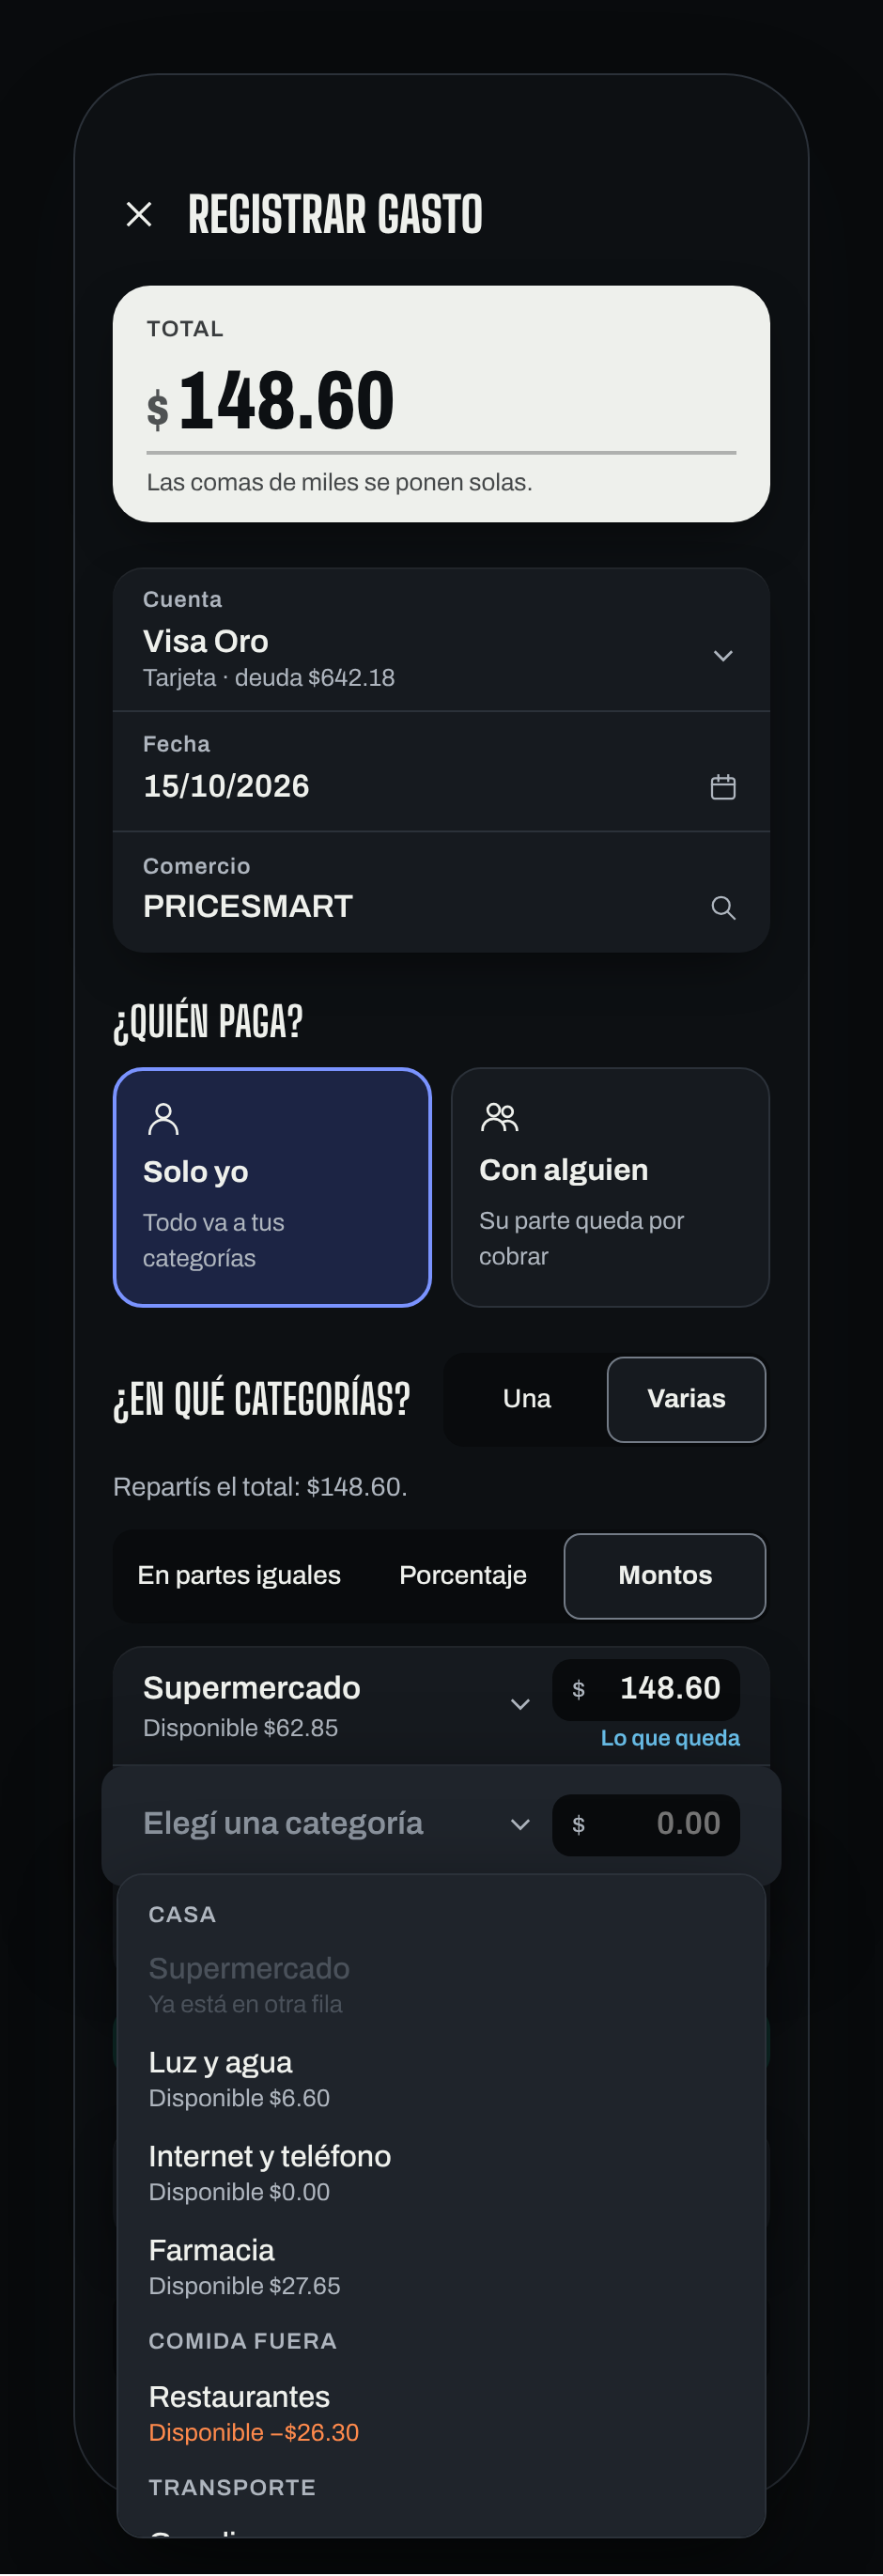 REGISTRAR GASTO
TOTAL
$ 148.60
Las comas de miles se ponen solas.
Cuenta
Visa Oro
Tarjeta · deuda $642.18
Fecha
15/10/2026
Comercio
PRICESMART
¿QUIÉN PAGA?
Solo yo
Todo va a tus
categorías
Con alguien
Su parte queda por
cobrar
¿EN QUÉ CATEGORÍAS?
Una
Varias
Repartís el total: $148.60.
En partes iguales
Porcentaje
Montos
Supermercado
Disponible $62.85
$ 148.60
Lo que queda
Elegí una categoría
$ 0.00
CASA
Supermercado
Ya está en otra fila
Luz y agua
Disponible $6.60
Internet y teléfono
Disponible $0.00
Farmacia
Disponible $27.65
COMIDA FUERA
Restaurantes
Disponible –$26.30
TRANSPORTE